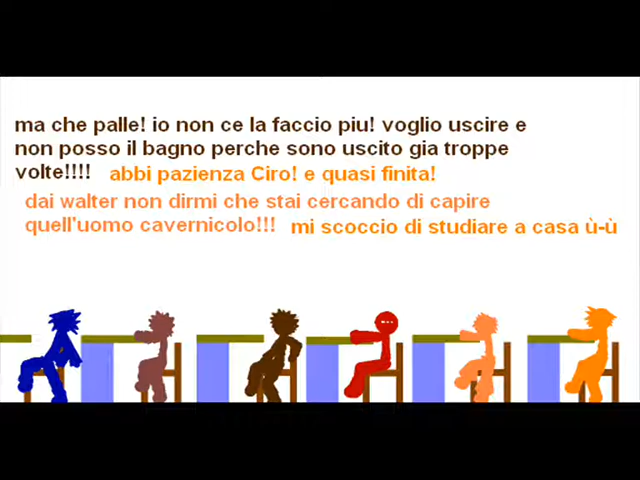 ma che palle! io non ce la faccio piu! voglio uscire e
non posso il bagno perche sono uscito gia troppe
volte!!!! abbi pazienza Ciro! e quasi finita!
dai walter non dirmi che stai cercando di capire
quell'uomo cavernicolo!!! mi scoccio di studiare a casa ù-ù